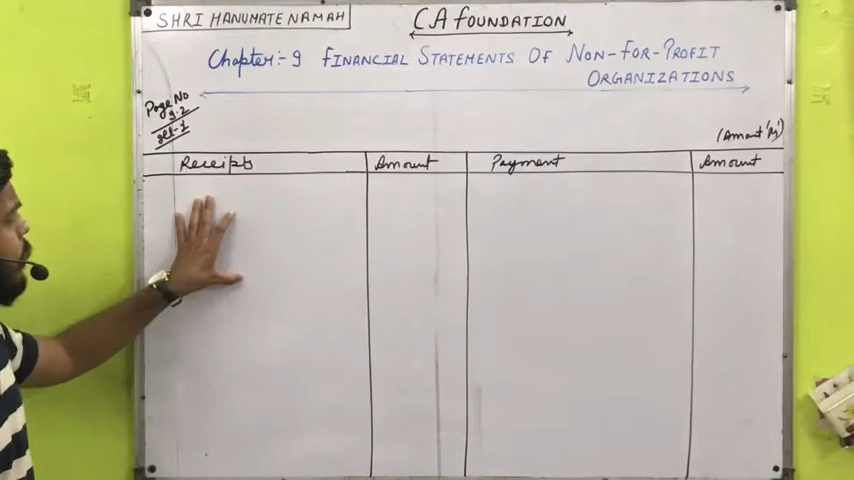 SHRI HANUMATE NAMAH
CA FOUNDATION
Chapter:- 9 FINANCIAL STATEMENTS OF NON-FOR-PROFIT
ORGANIZATIONS
Page No
9.2
(Amount 'Rs')
Receipts Amount Payment Amount